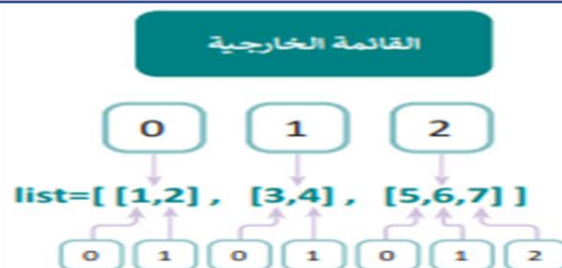 القائمة الخارجية
0 1 2
list=[ [1,2] , [3,4] , [5,6,7] ]
0 1 0 1 0 1 2